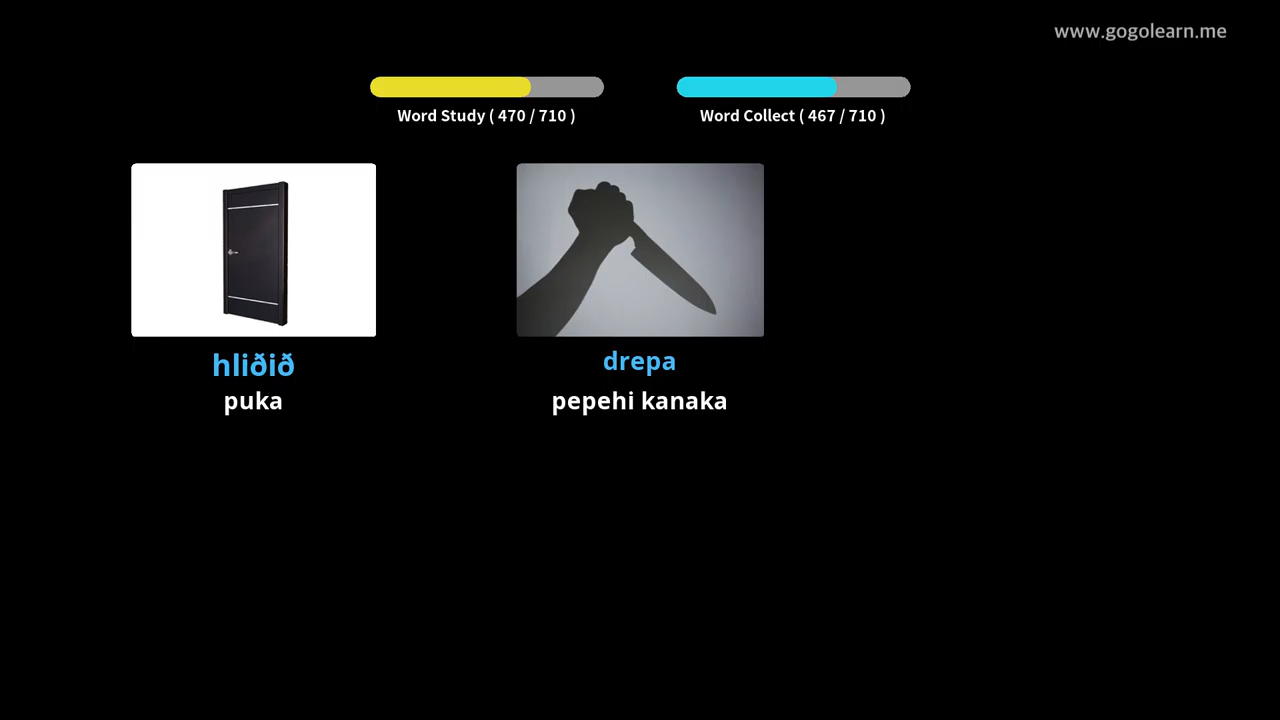 www.gogolearn.me
Word Study ( 470 / 710 )
Word Collect ( 467 / 710 )
hliðið
puka
drepa
pepehi kanaka